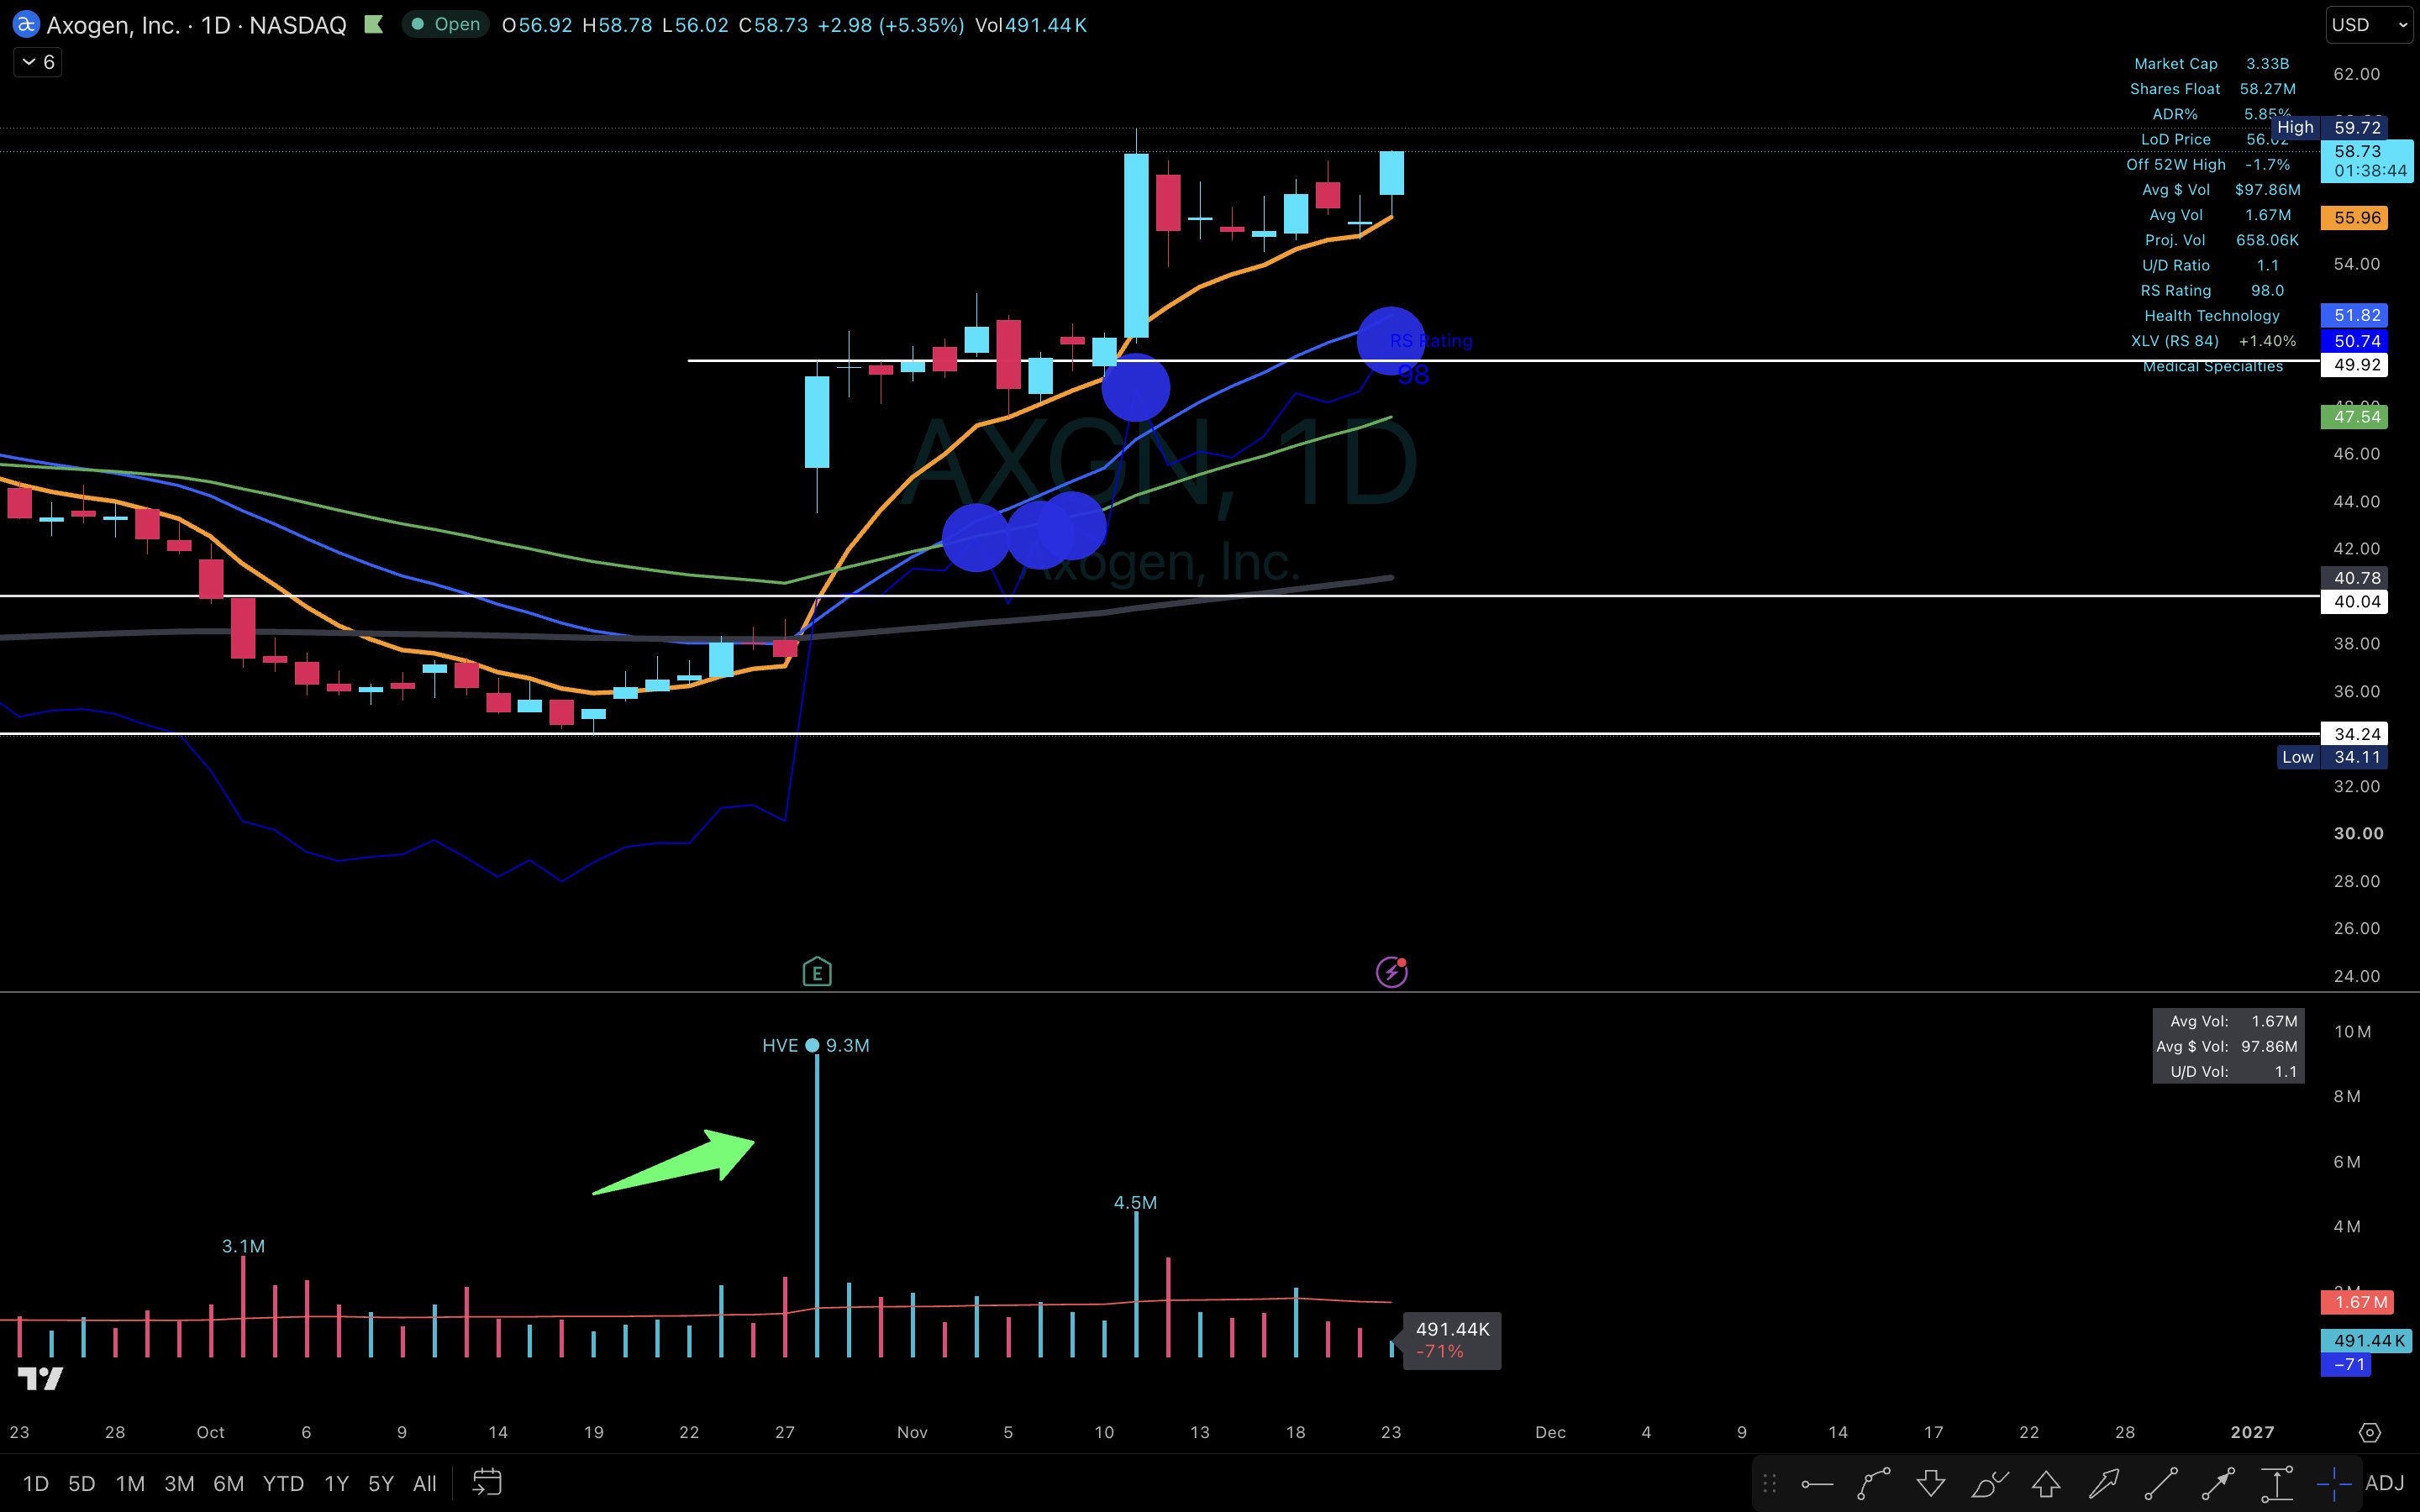 Axogen, Inc. · 1D · NASDAQ Open O56.92 H58.78 L56.02 C58.73 +2.98 (+5.35%) Vol491.44K
USD
6
Market Cap 3.33B
62.00
Shares Float 58.27M
ADR% 5.85%
High 59.72
LoD Price 56.02
58.73
01:38:44
Off 52W High -1.7%
Avg $ Vol $97.86M
Avg Vol 1.67M
55.96
Proj. Vol 658.06K
U/D Ratio 1.1
54.00
RS Rating 98.0
Health Technology
51.82
XLV (RS 84) +1.40%
50.74
RS Rating
98
Medical Specialties
49.92
47.54
AXGN, 1D
Axogen, Inc.
46.00
44.00
42.00
40.78
40.04
38.00
36.00
34.24
Low 34.11
32.00
30.00
28.00
26.00
24.00
E
HVE 9.3M
Avg Vol: 1.67M
Avg $ Vol: 97.86M
U/D Vol: 1.1
10 M
8 M
6 M
4 M
4.5M
3.1M
1.67 M
491.44K
-71%
491.44 K
−71
23 28 Oct 6 9 14 19 22 27 Nov 5 10 13 18 23 Dec 4 9 14 17 22 28 2027
1D 5D 1M 3M 6M YTD 1Y 5Y All
ADJ